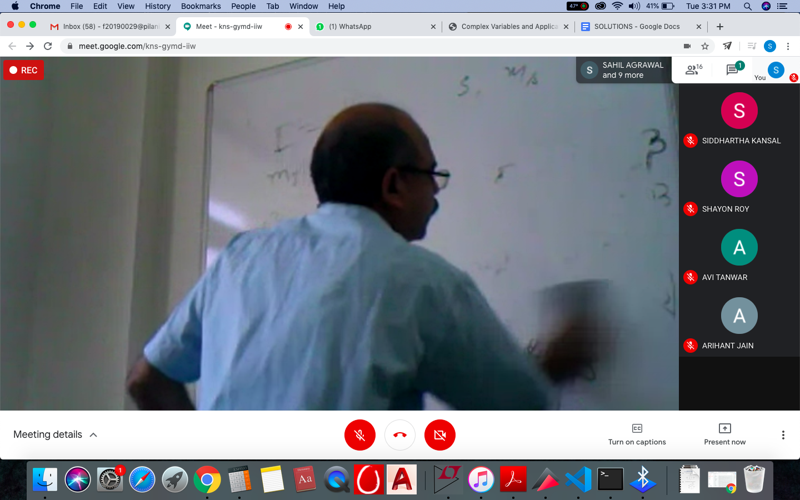 Chrome File Edit View History Bookmarks People Tab Window Help
47° 41% Tue 3:31 PM
Inbox (58) - f20190029@pilan
Meet - kns-gymd-iiw
(1) WhatsApp
Complex Variables and Applica
SOLUTIONS - Google Docs
meet.google.com/kns-gymd-iiw
S
REC
S
SAHIL AGRAWAL
and 9 more
16
1
You
S
S
SIDDHARTHA KANSAL
S
SHAYON ROY
A
AVI TANWAR
A
ARIHANT JAIN
Meeting details
Turn on captions
Present now
1